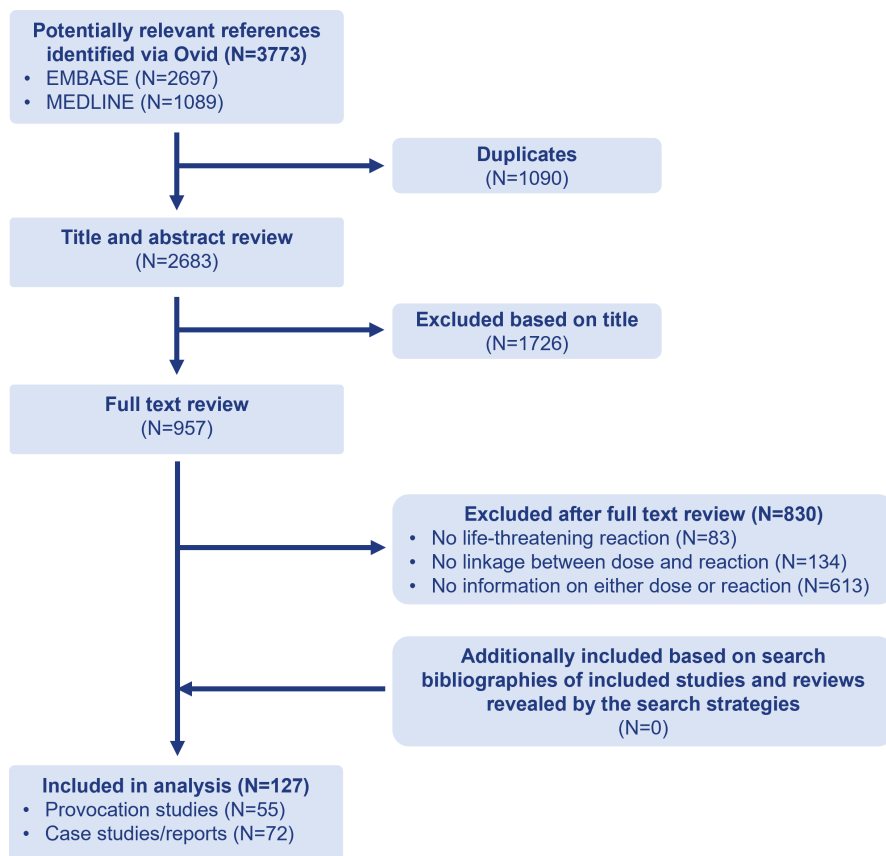 Potentially relevant references
identified via Ovid (N=3773)
• EMBASE (N=2697)
• MEDLINE (N=1089)
Duplicates
(N=1090)
Title and abstract review
(N=2683)
Excluded based on title
(N=1726)
Full text review
(N=957)
Excluded after full text review (N=830)
• No life-threatening reaction (N=83)
• No linkage between dose and reaction (N=134)
• No information on either dose or reaction (N=613)
Additionally included based on search
bibliographies of included studies and reviews
revealed by the search strategies
(N=0)
Included in analysis (N=127)
• Provocation studies (N=55)
• Case studies/reports (N=72)